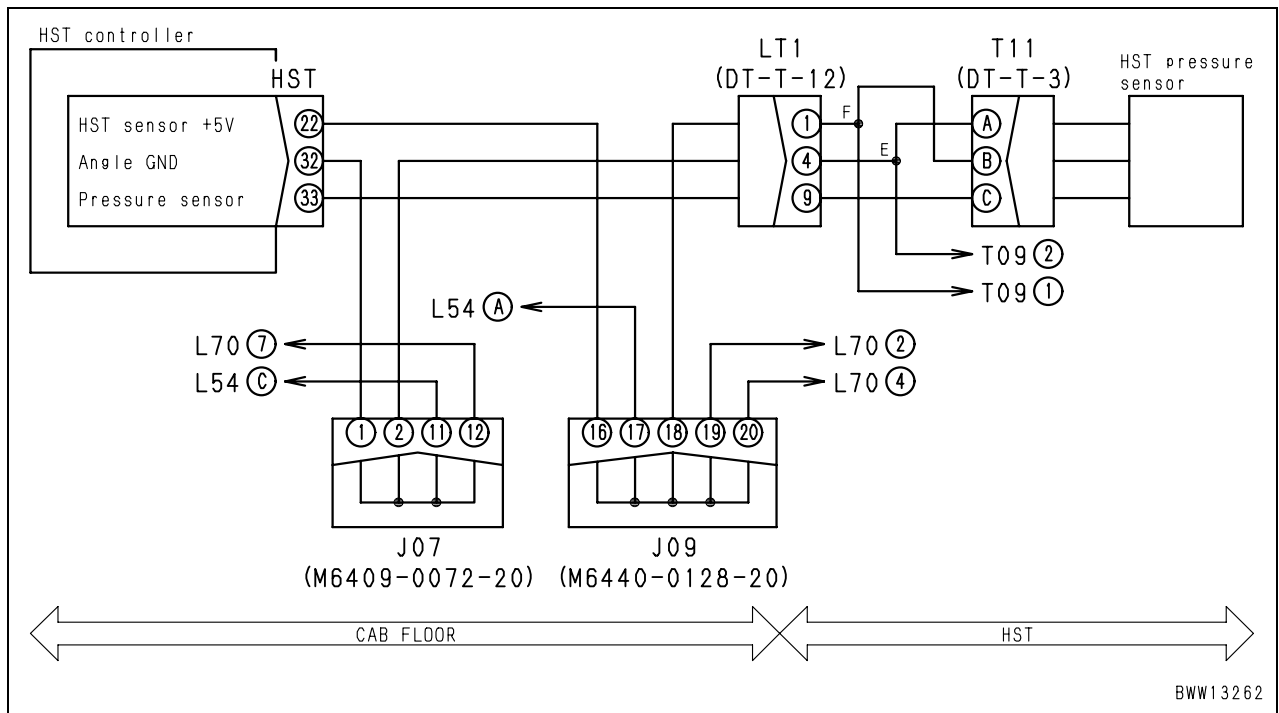 HST controller
HST
HST sensor +5V
22
Angle GND
32
Pressure sensor
33
LT1
(DT-T-12)
1
4
9
F
E
T11
(DT-T-3)
A
B
C
HST pressure
sensor
T09 2
T09 1
L54 A
L70 7
L54 C
L70 2
L70 4
1 2 11 12
16 17 18 19 20
J07
(M6409-0072-20)
J09
(M6440-0128-20)
CAB FLOOR
HST
BWW13262